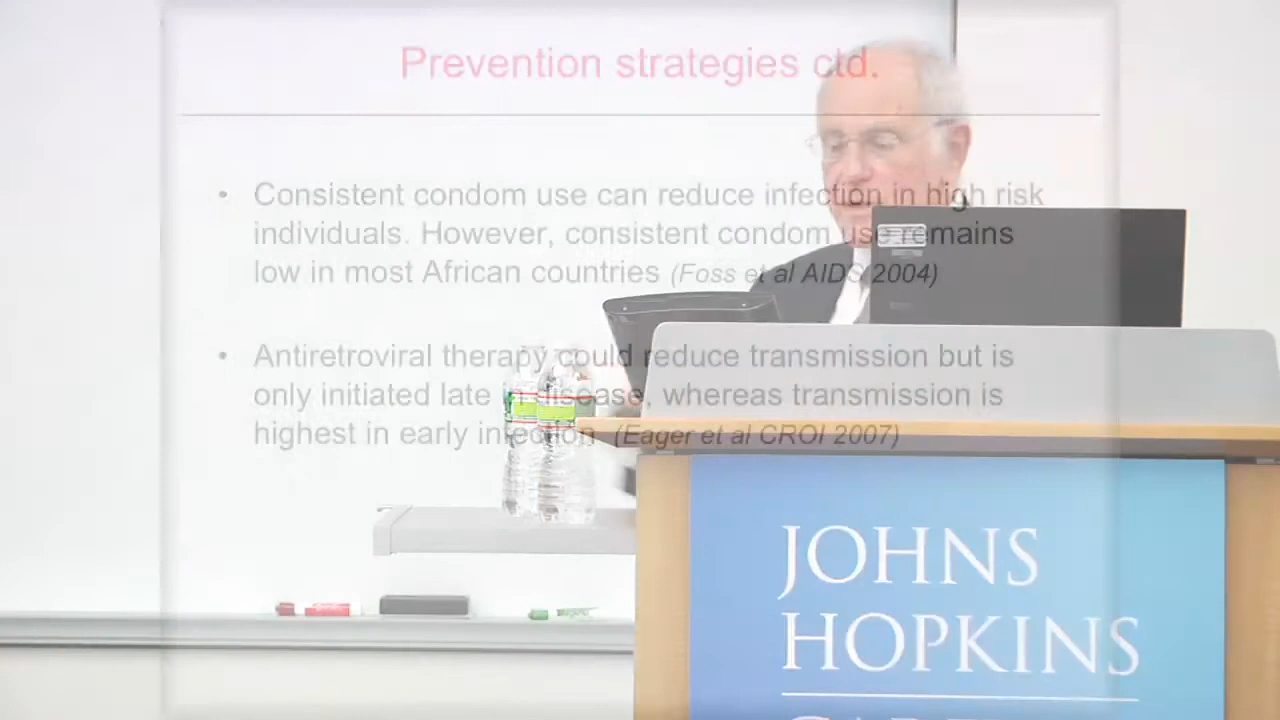 Prevention strategies ctd.
• Consistent condom use can reduce infection in high risk
individuals. However, consistent condom use remains
low in most African countries (Foss et al AIDS 2004)
• Antiretroviral therapy could reduce transmission but is
only initiated late in disease, whereas transmission is
highest in early infection. (Eager et al CROI 2007)
JOHNS
HOPKINS